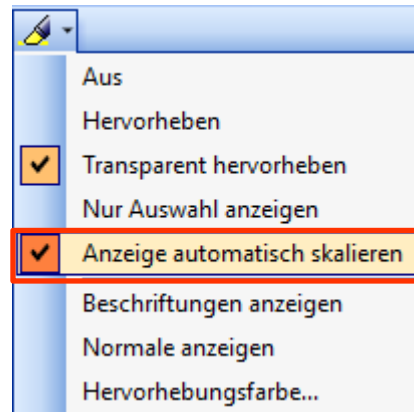 Aus
Hervorheben
Transparent hervorheben
Nur Auswahl anzeigen
Anzeige automatisch skalieren
Beschriftungen anzeigen
Normale anzeigen
Hervorhebungsfarbe...